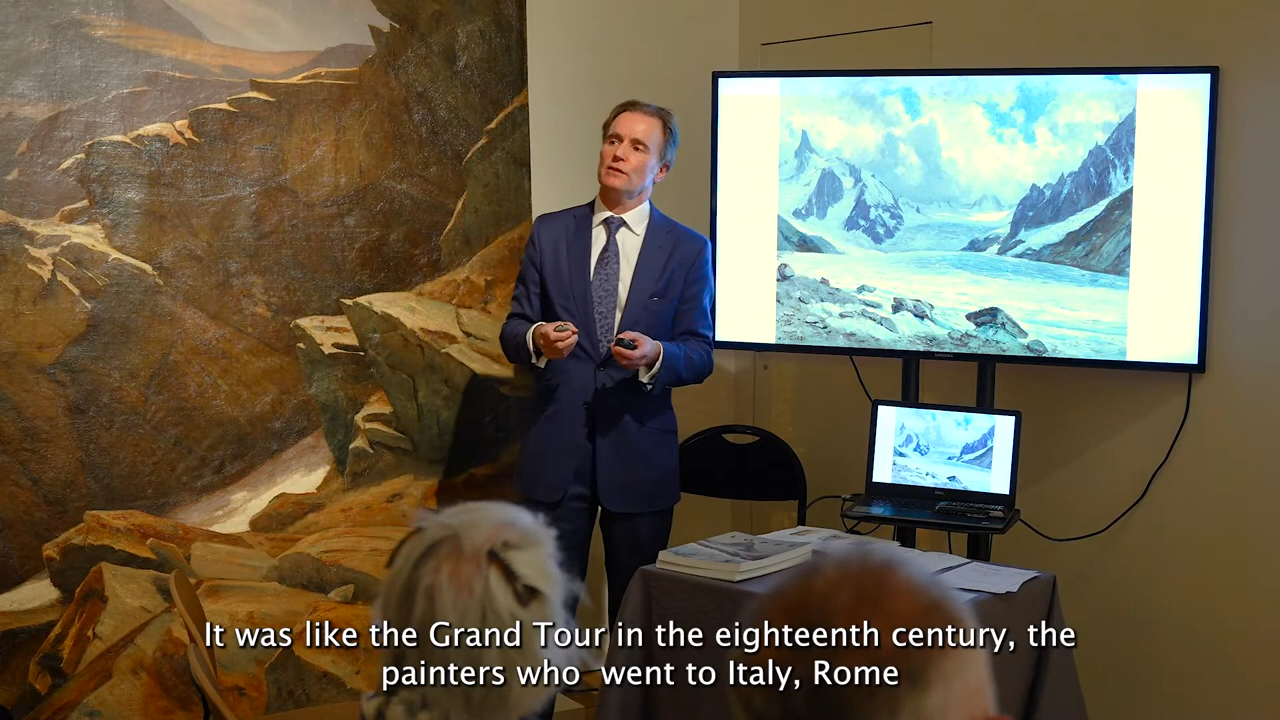 It was like the Grand Tour in the eighteenth century, the
painters who went to Italy, Rome